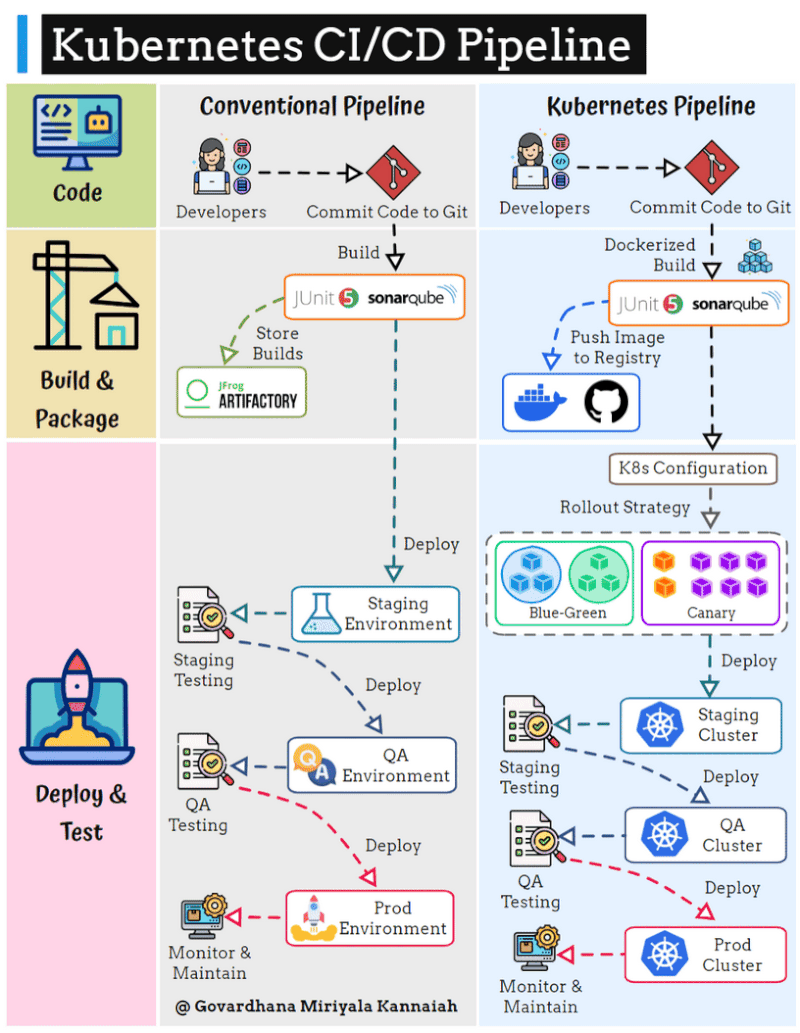 Kubernetes CI/CD Pipeline
Code
Conventional Pipeline
Developers
Commit Code to Git
Kubernetes Pipeline
Developers
Commit Code to Git
Build &
Package
Build
JUnit 5 sonarqube
Store
Builds
JFrog
ARTIFACTORY
Dockerized
Build
JUnit 5 sonarqube
Push Image
to Registry
Deploy &
Test
Deploy
Staging
Environment
Staging
Testing
Deploy
QA
QA
Environment
QA
Testing
Deploy
Prod
Environment
Monitor &
Maintain
@ Govardhana Miriyala Kannaiah
K8s Configuration
Rollout Strategy
Blue-Green
Canary
Deploy
Staging
Cluster
Staging
Testing
Deploy
QA
Cluster
QA
Testing
Deploy
Prod
Cluster
Monitor &
Maintain